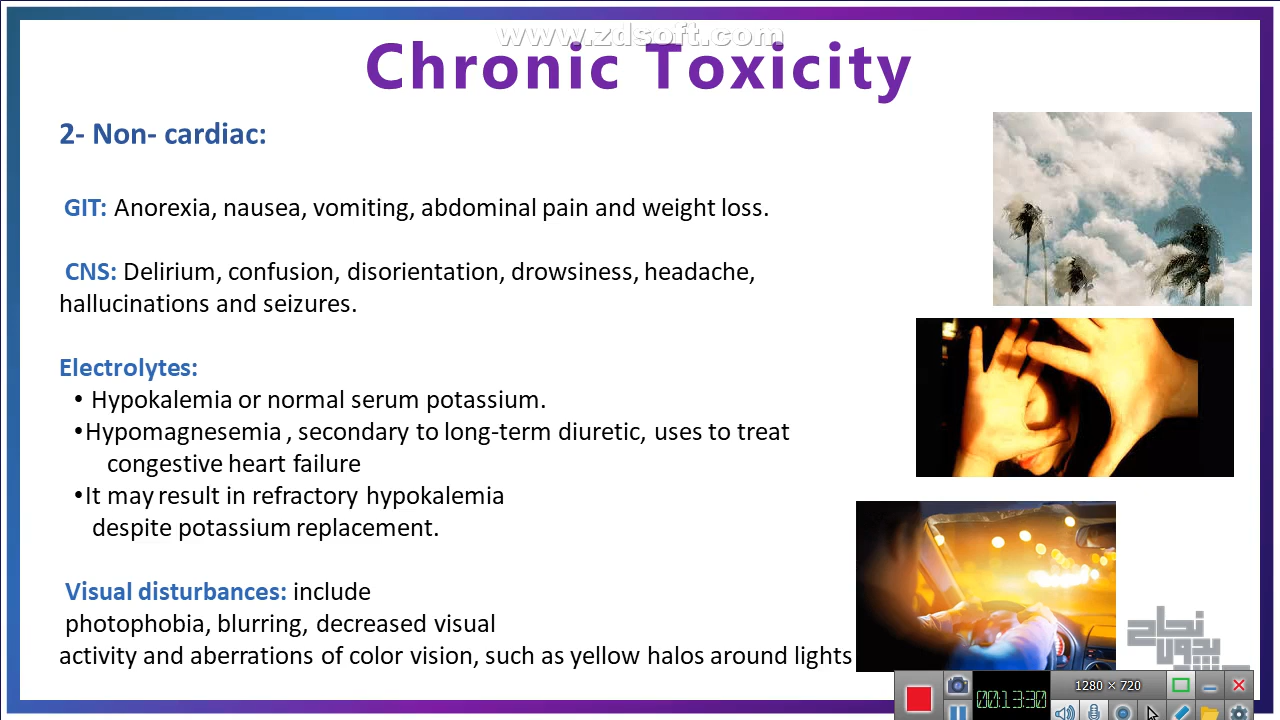 www.zdsoft.com
Chronic Toxicity
2- Non- cardiac:
GIT: Anorexia, nausea, vomiting, abdominal pain and weight loss.
CNS: Delirium, confusion, disorientation, drowsiness, headache,
hallucinations and seizures.
Electrolytes:
• Hypokalemia or normal serum potassium.
•Hypomagnesemia , secondary to long-term diuretic, uses to treat
congestive heart failure
•It may result in refractory hypokalemia
despite potassium replacement.
Visual disturbances: include
photophobia, blurring, decreased visual
activity and aberrations of color vision, such as yellow halos around lights
نجاح
بدون
1280 × 720
00:13:30